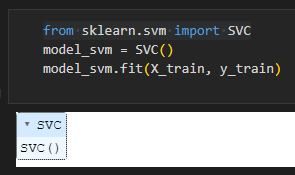 from sklearn.svm import SVC
model_svm = SVC()
model_svm.fit(X_train, y_train)
▾ SVC
SVC()